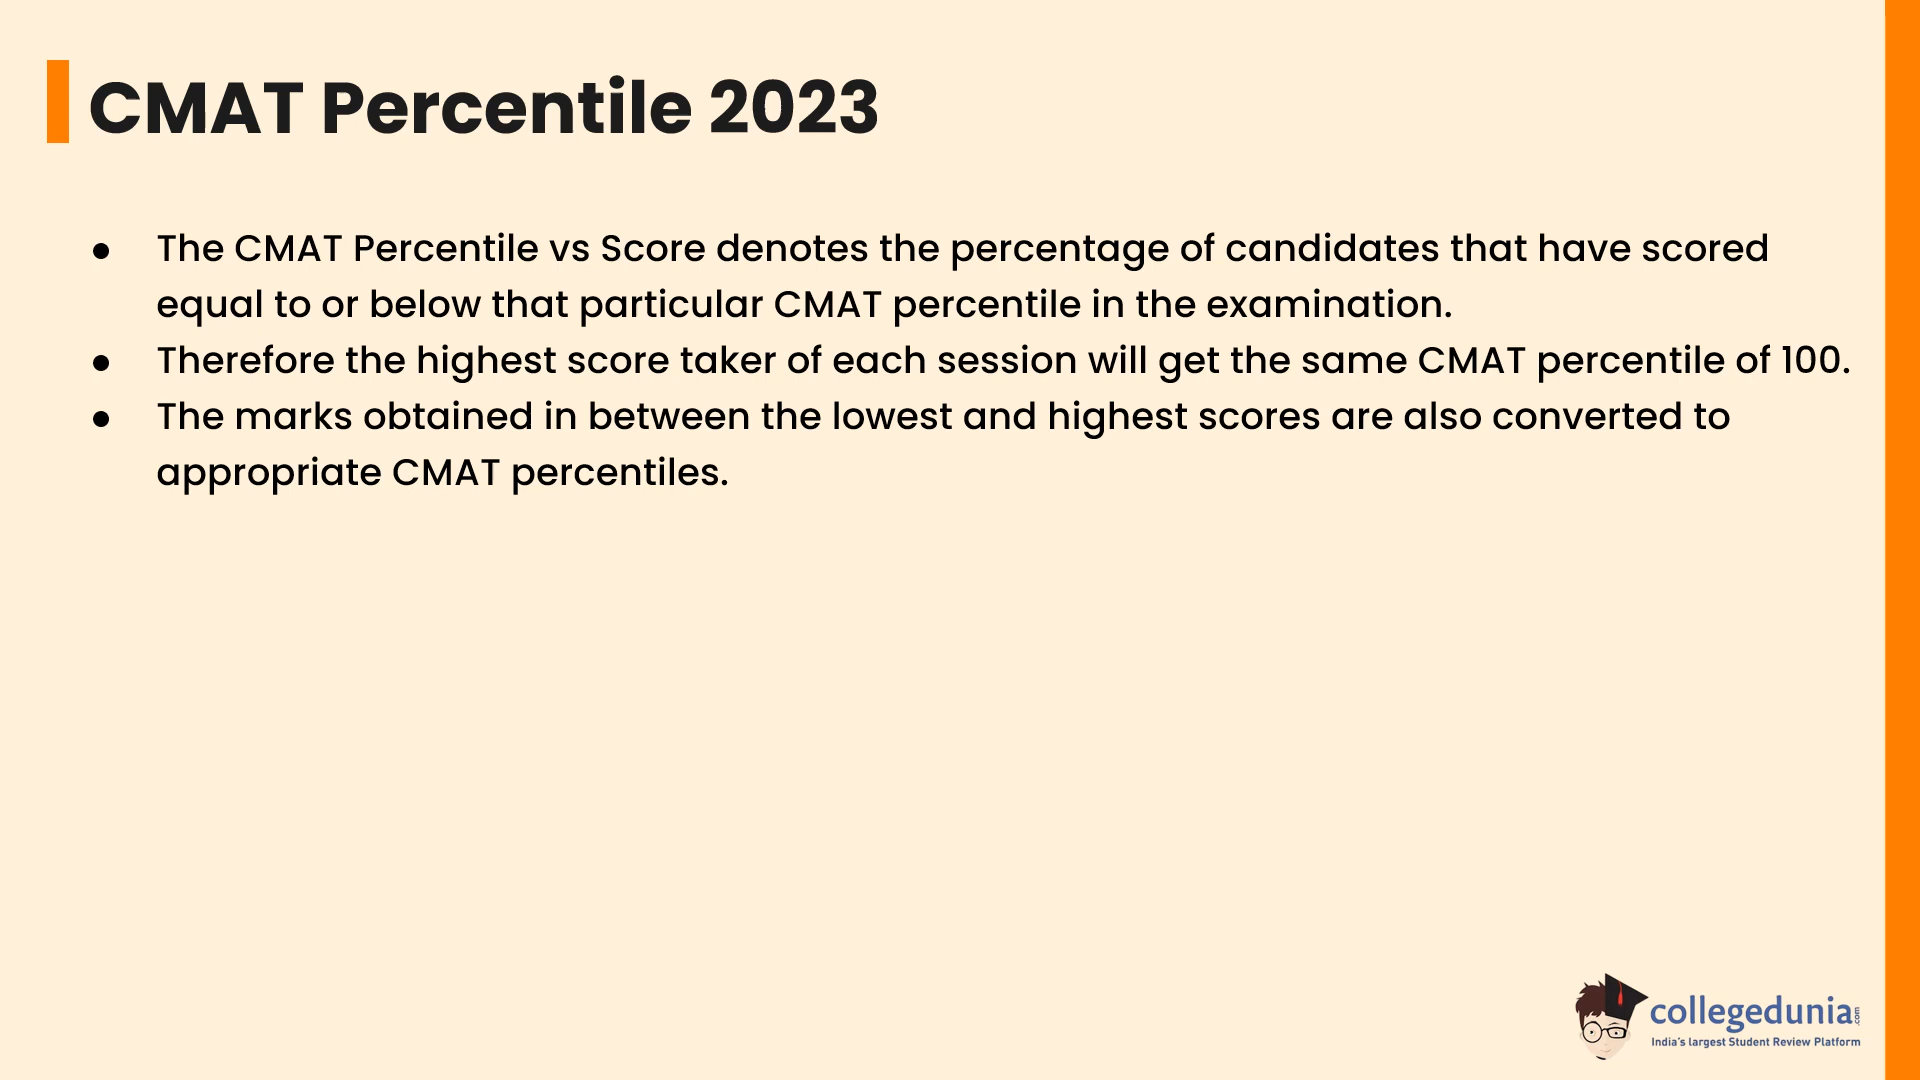 CMAT Percentile 2023
● The CMAT Percentile vs Score denotes the percentage of candidates that have scored
equal to or below that particular CMAT percentile in the examination.
● Therefore the highest score taker of each session will get the same CMAT percentile of 100.
● The marks obtained in between the lowest and highest scores are also converted to
appropriate CMAT percentiles.
collegedunia.com
India's largest Student Review Platform